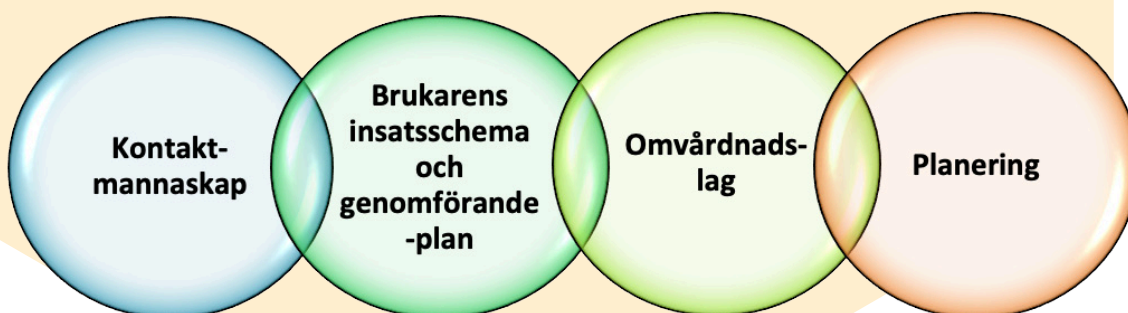 Kontakt-
mannaskap
Brukarens
insatsschema
och
genomförande
-plan
Omvårdnads-
lag
Planering